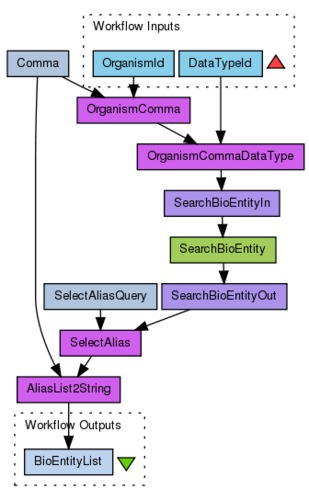 Workflow Inputs
Comma
OrganismId
DataTypeId
OrganismComma
OrganismCommaDataType
SearchBioEntityIn
SearchBioEntity
SelectAliasQuery
SearchBioEntityOut
SelectAlias
AliasList2String
Workflow Outputs
BioEntityList